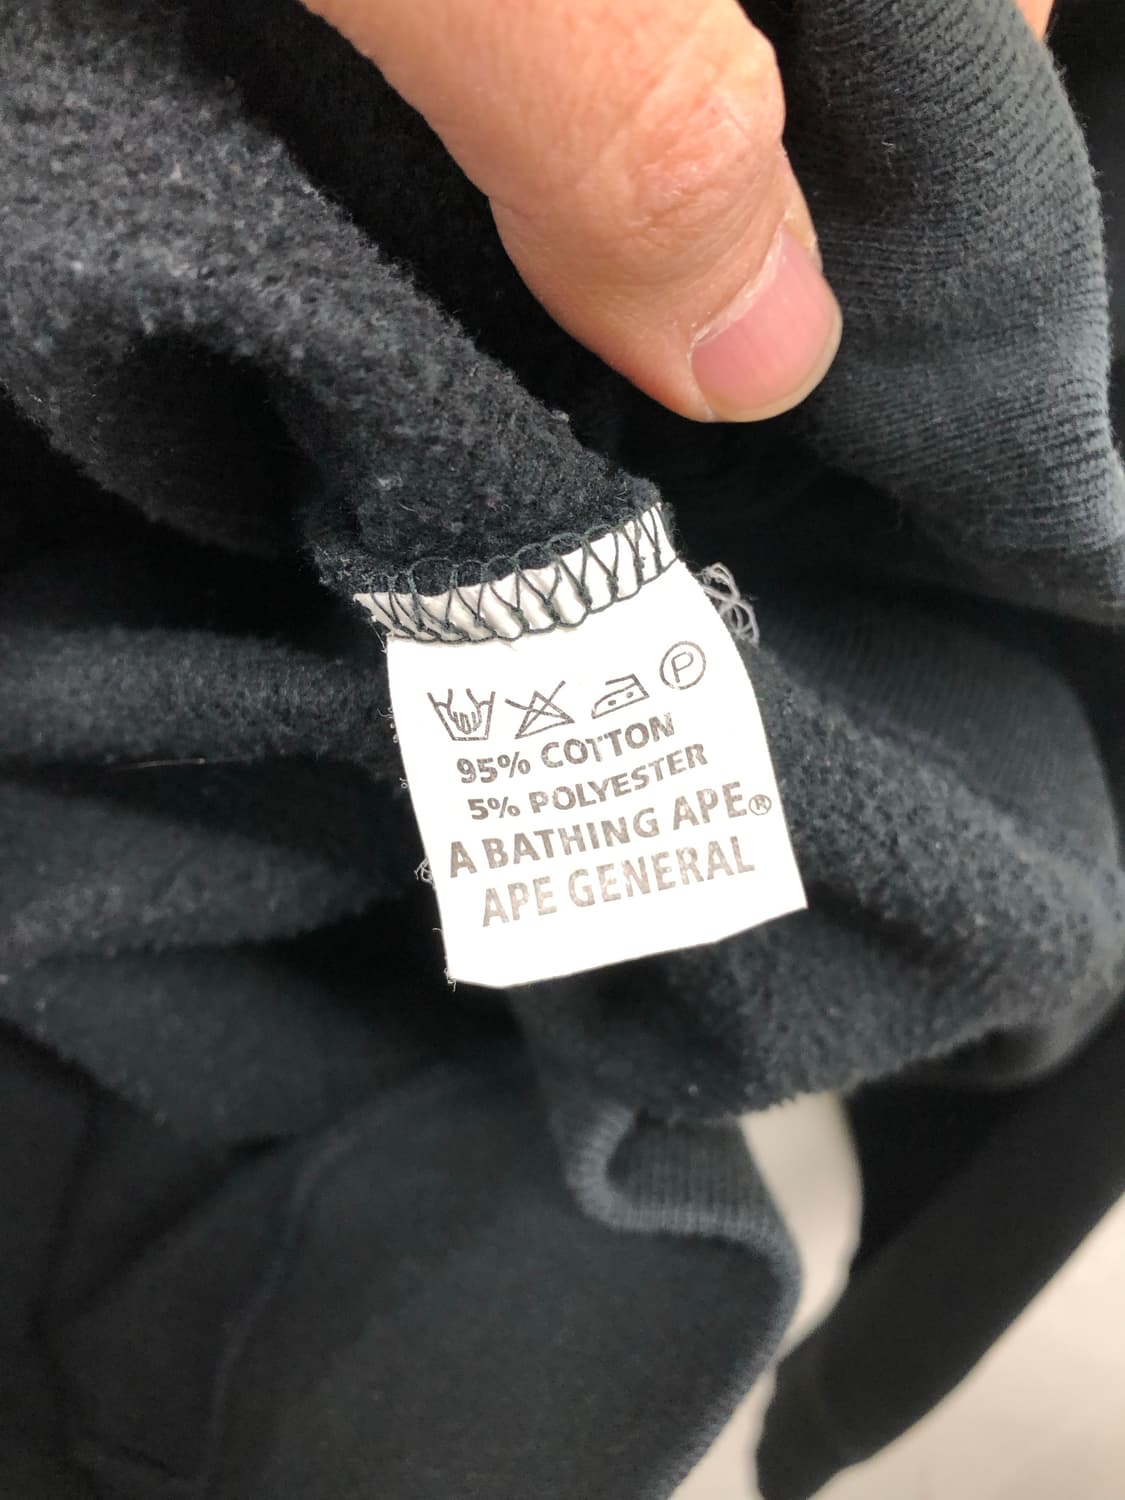 P
95% COTTON
5% POLYESTER
A BATHING APE®
APE GENERAL